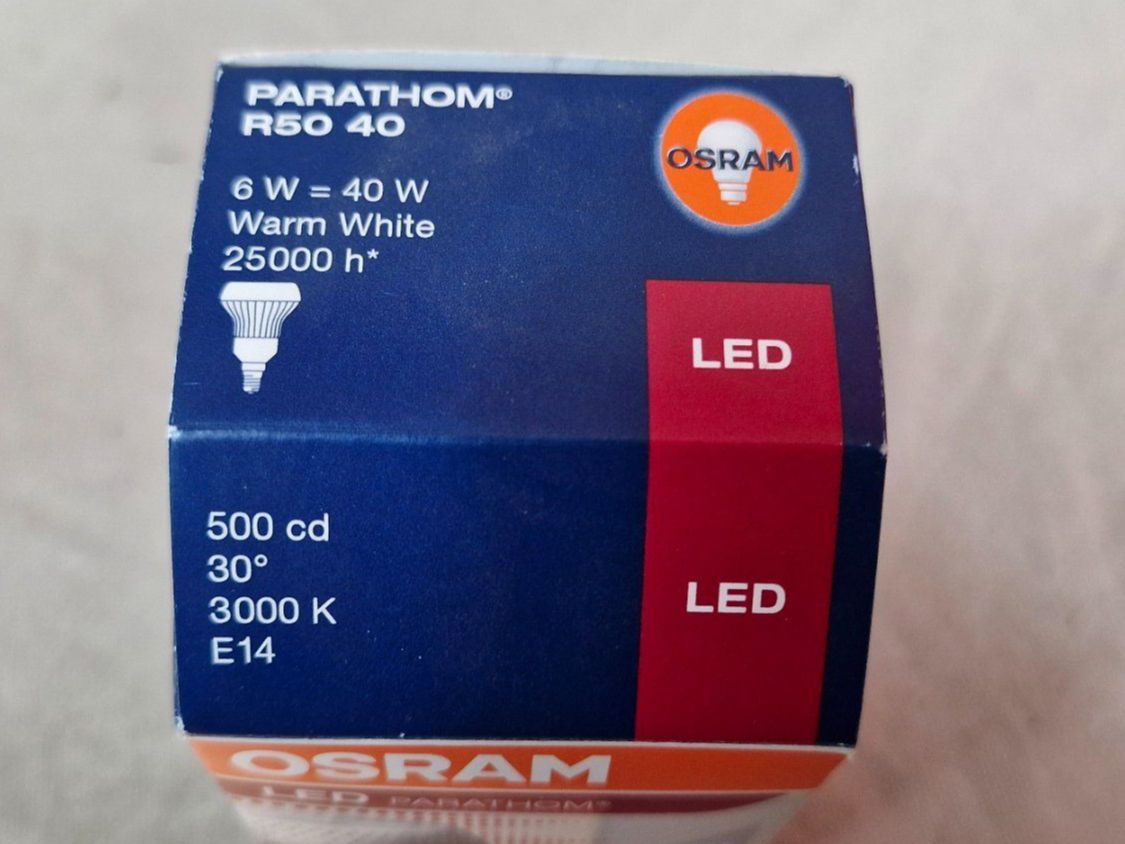 PARATHOM®
R50 40
OSRAM
6 W = 40 W
Warm White
25000 h*
LED
500 cd
30°
3000 K
E14
LED
OSRAM
LED PARATHOM®